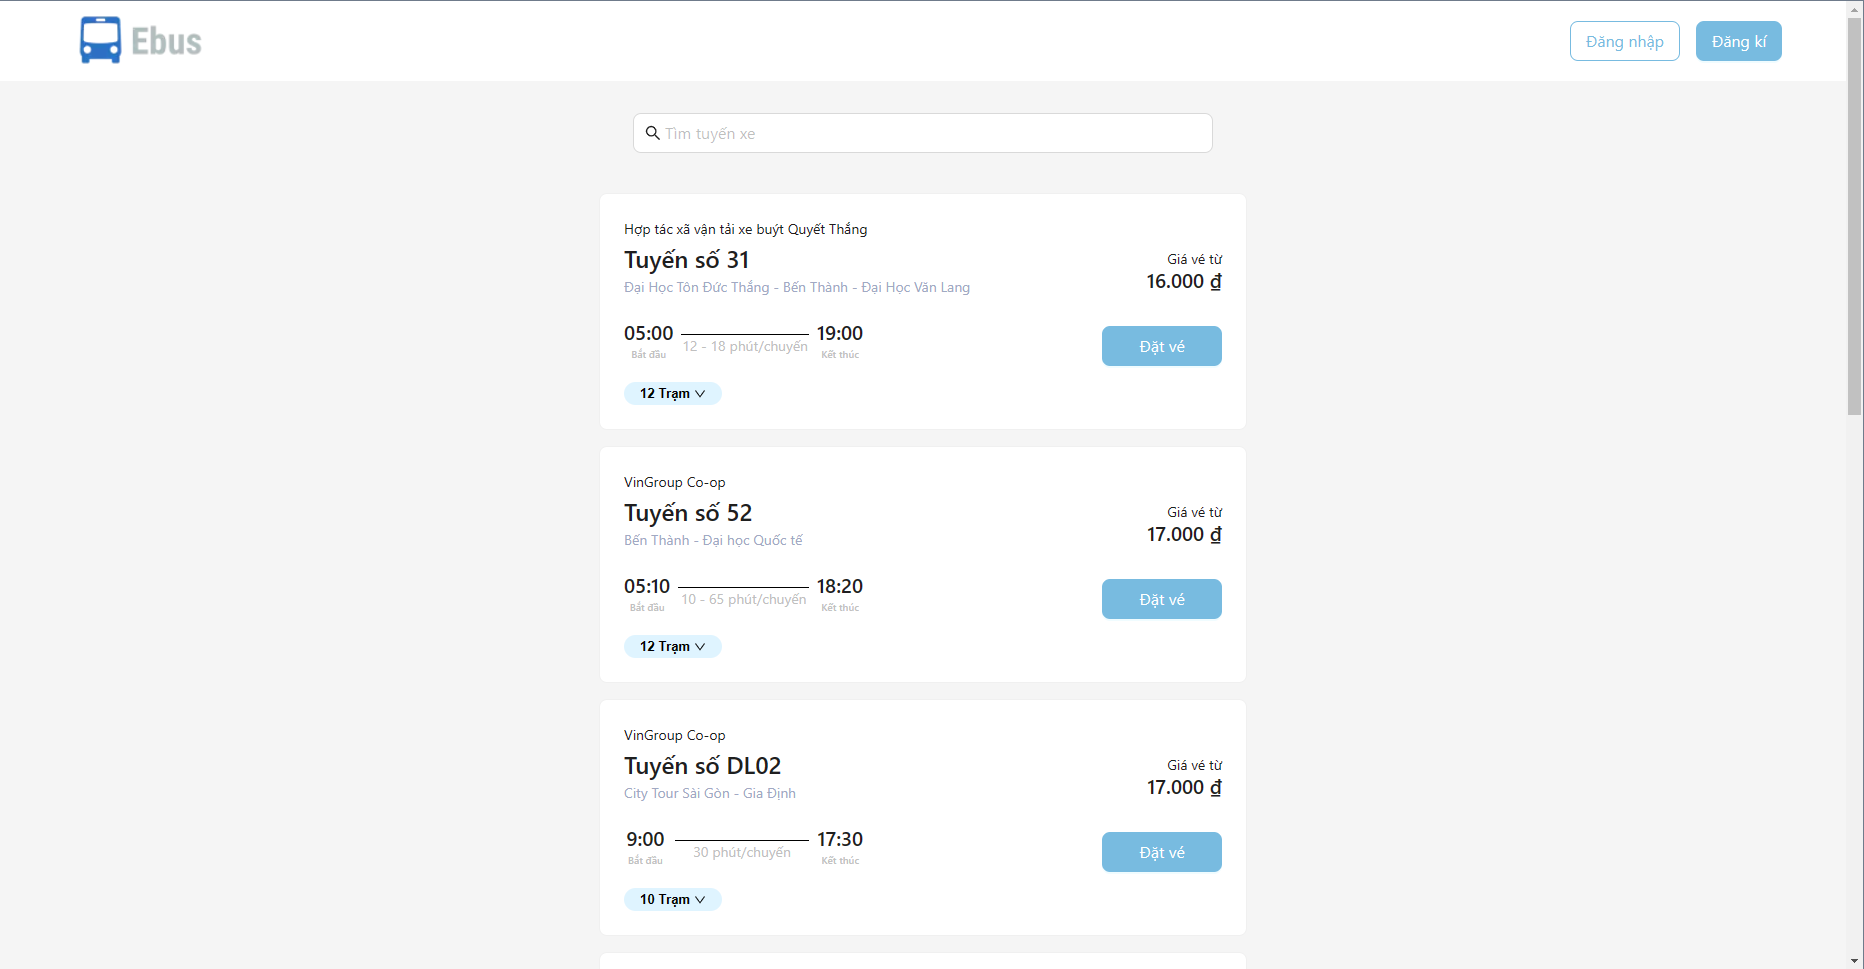 Ebus
Đăng nhập
Đăng kí
Tìm tuyến xe
Hợp tác xã vận tải xe buýt Quyết Thắng
Tuyến số 31
Đại Học Tôn Đức Thắng - Bến Thành - Đại Học Văn Lang
Giá vé từ
16.000 ₫
05:00
12 - 18 phút/chuyến
19:00
Bắt đầu
Kết thúc
Đặt vé
12 Trạm
VinGroup Co-op
Tuyến số 52
Bến Thành - Đại học Quốc tế
Giá vé từ
17.000 ₫
05:10
10 - 65 phút/chuyến
18:20
Bắt đầu
Kết thúc
Đặt vé
12 Trạm
VinGroup Co-op
Tuyến số DL02
City Tour Sài Gòn - Gia Định
Giá vé từ
17.000 ₫
9:00
30 phút/chuyến
17:30
Bắt đầu
Kết thúc
Đặt vé
10 Trạm